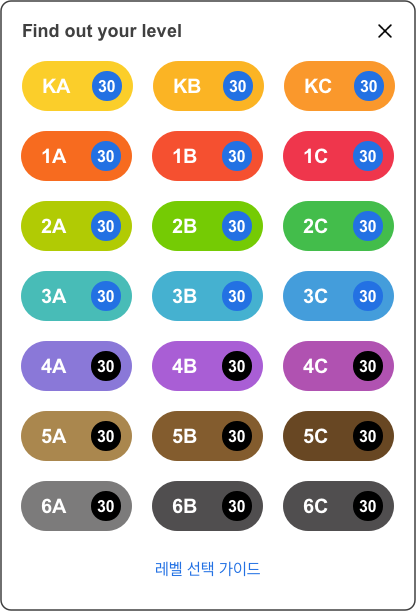 Find out your level
KA 30 KB 30 KC 30
1A 30 1B 30 1C 30
2A 30 2B 30 2C 30
3A 30 3B 30 3C 30
4A 30 4B 30 4C 30
5A 30 5B 30 5C 30
6A 30 6B 30 6C 30
레벨 선택 가이드